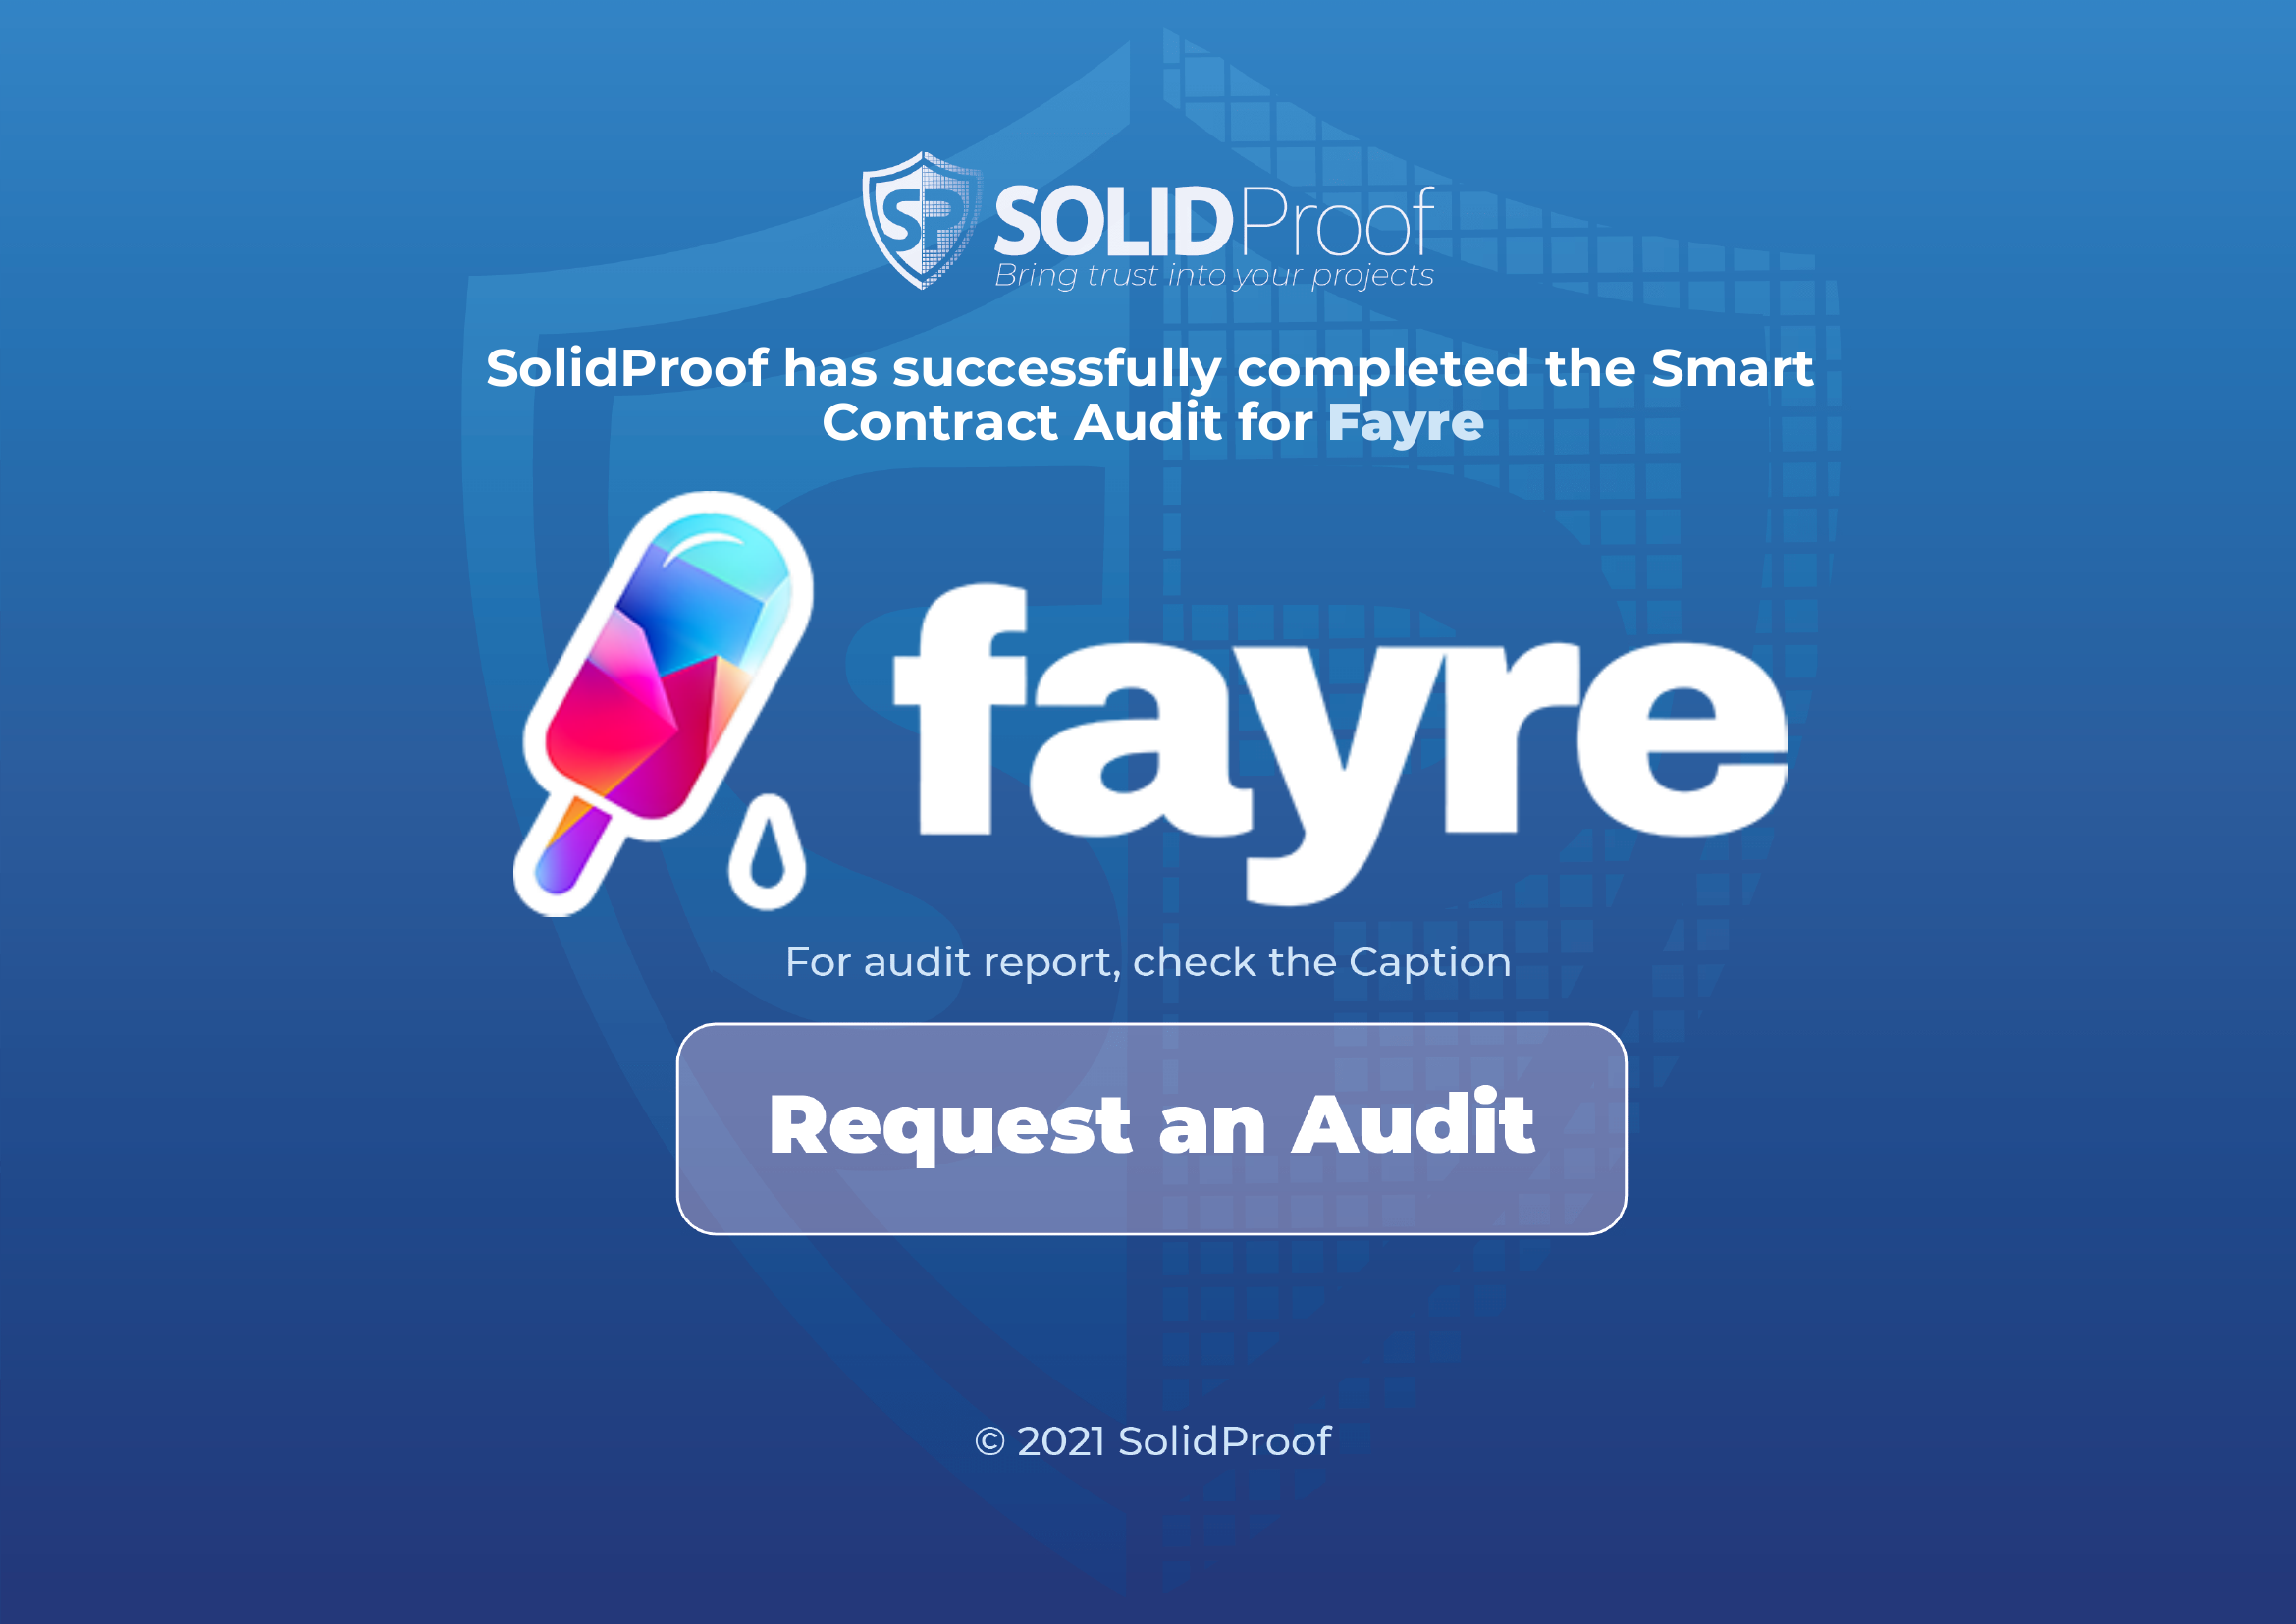 SP SOLIDProof
Bring trust into your projects
SolidProof has successfully completed the Smart
Contract Audit for Fayre
fayre
For audit report, check the Caption
Request an Audit
© 2021 SolidProof